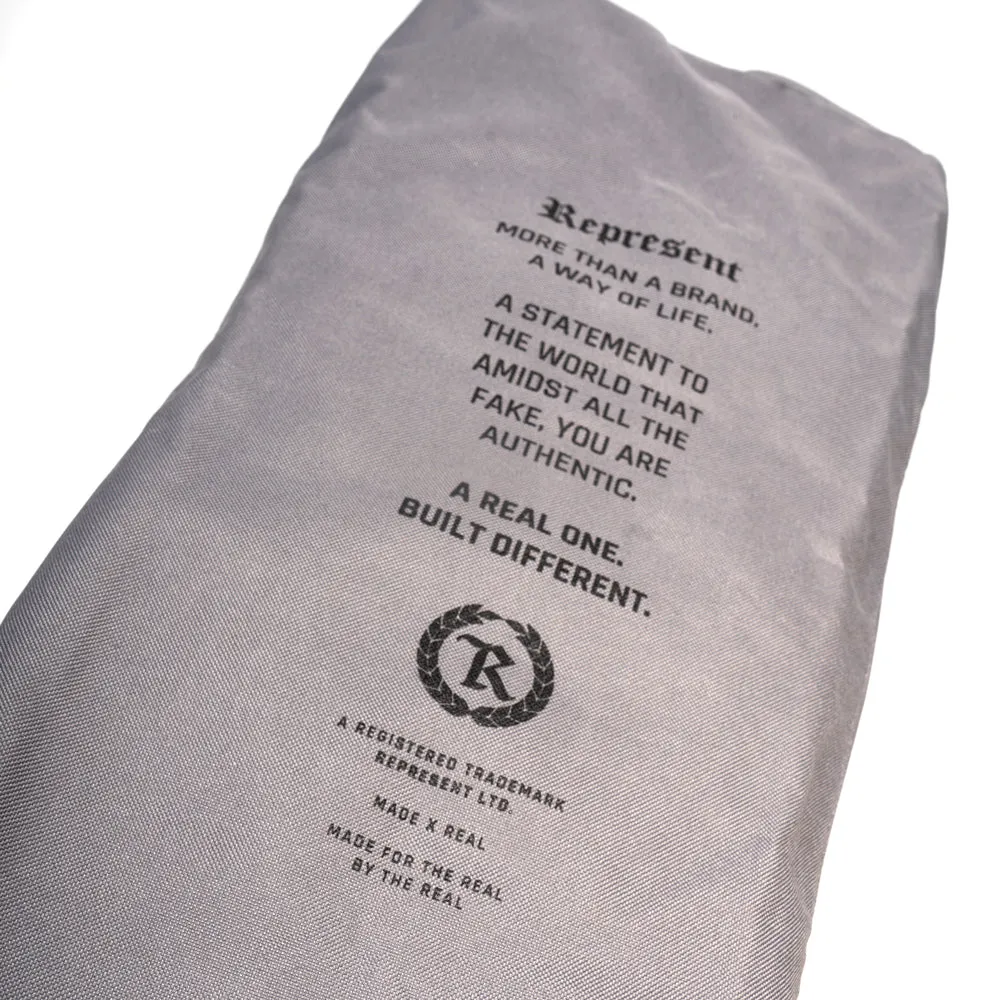 Represent
MORE THAN A BRAND.
A WAY OF LIFE.
A STATEMENT TO
THE WORLD THAT
AMIDST ALL THE
FAKE, YOU ARE
AUTHENTIC.
A REAL ONE.
BUILT DIFFERENT.
R
A REGISTERED TRADEMARK
REPRESENT LTD.
MADE X REAL
MADE FOR THE REAL
BY THE REAL